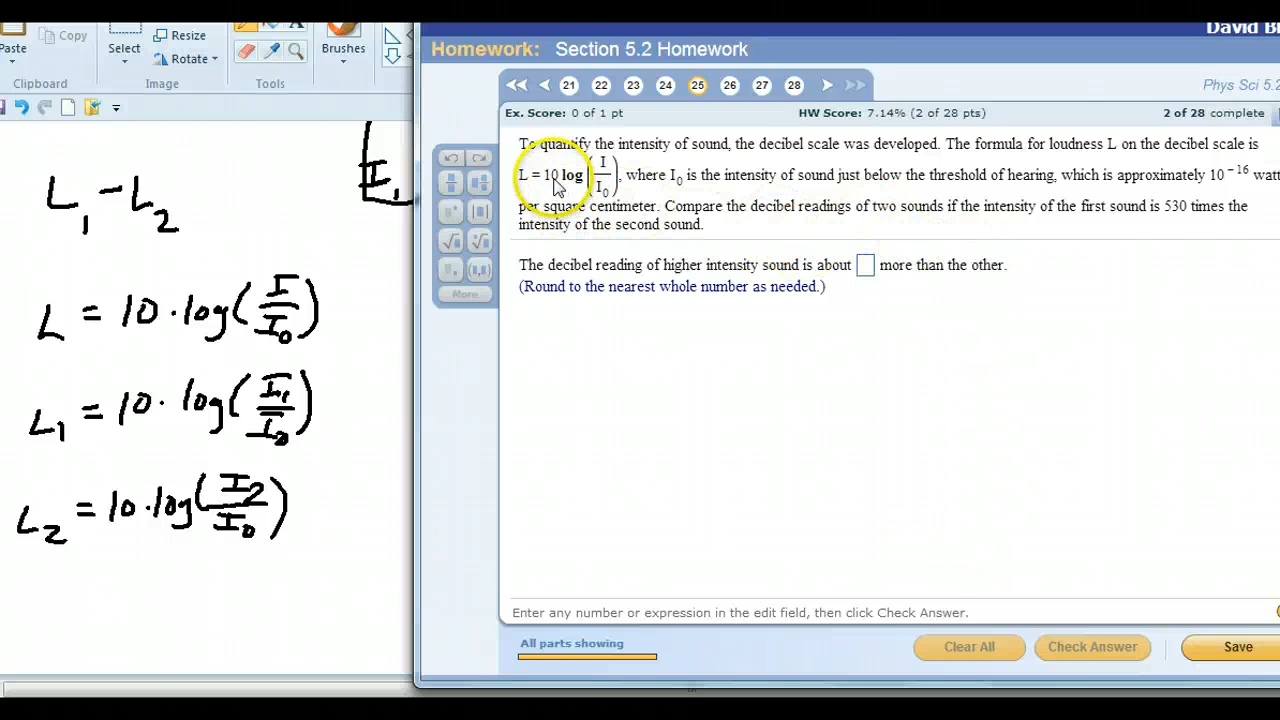 David B
Homework: Section 5.2 Homework
Paste
Copy
Select
Resize
Rotate
Brushes
Clipboard
Image
Tools
21 22 23 24 25 26 27 28
Phys Sci 5.2
Ex. Score: 0 of 1 pt
HW Score: 7.14% (2 of 28 pts)
2 of 28 complete
To quantify the intensity of sound, the decibel scale was developed. The formula for loudness L on the decibel scale is
L = 10 log (I/I₀), where I₀ is the intensity of sound just below the threshold of hearing, which is approximately 10⁻¹⁶ watt
per square centimeter. Compare the decibel readings of two sounds if the intensity of the first sound is 530 times the
intensity of the second sound.
The decibel reading of higher intensity sound is about more than the other.
(Round to the nearest whole number as needed.)
More
L₁ - L₂
L = 10 · log(I/I₀)
L₁ = 10 · log(I₁/I₀)
L₂ = 10 · log(I₂/I₀)
I₁
Enter any number or expression in the edit field, then click Check Answer.
All parts showing
Clear All
Check Answer
Save